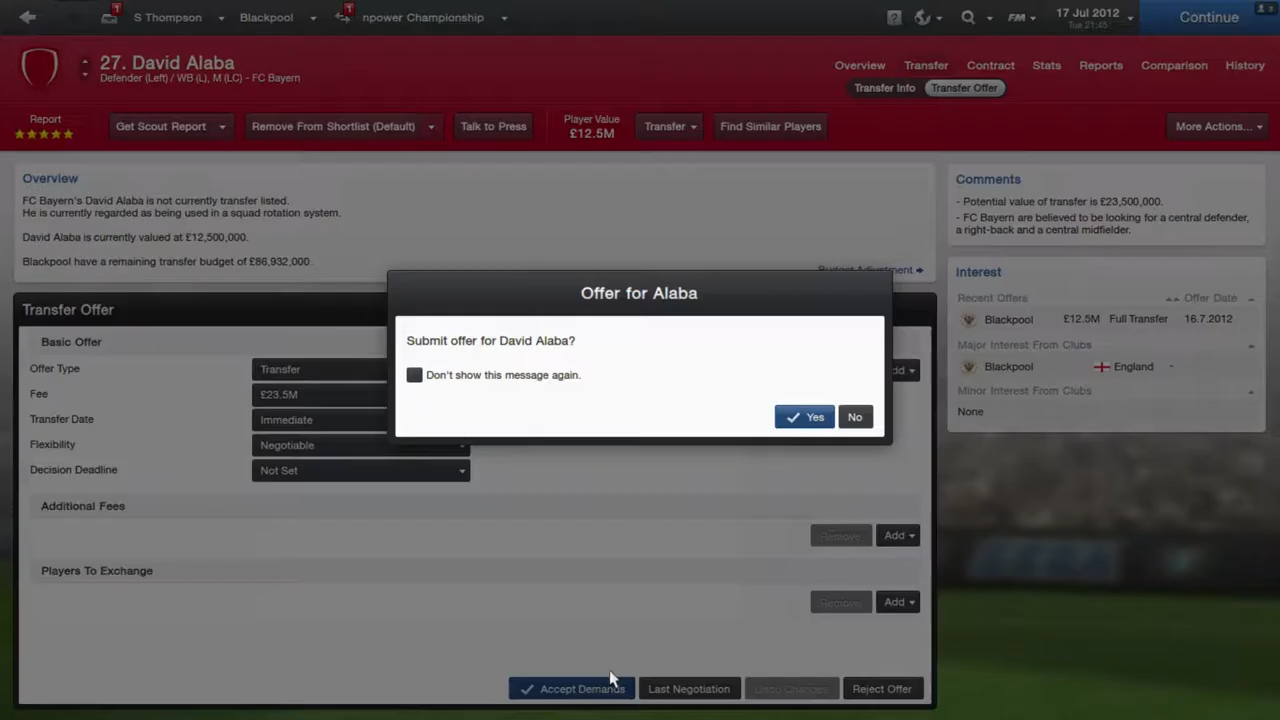 1
1
3
S Thompson
Blackpool
npower Championship
?
FM
17 Jul 2012
Tue 21:45
Continue
27. David Alaba
Defender (Left) / WB (L), M (LC) - FC Bayern
Overview
Transfer
Contract
Stats
Reports
Comparison
History
Transfer Info
Transfer Offer
Report
Get Scout Report
Remove From Shortlist (Default)
Talk to Press
Player Value
£12.5M
Transfer
Find Similar Players
More Actions...
Overview
FC Bayern's David Alaba is not currently transfer listed.
He is currently regarded as being used in a squad rotation system.
David Alaba is currently valued at £12,500,000.
Blackpool have a remaining transfer budget of £86,932,000.
Budget Adjustment
Comments
- Potential value of transfer is £23,500,000.
- FC Bayern are believed to be looking for a central defender,
a right-back and a central midfielder.
Interest
Recent Offers
Offer Date
Blackpool £12.5M Full Transfer 16.7.2012
Major Interest From Clubs
Blackpool England -
Minor Interest From Clubs
None
Offer for Alaba
Submit offer for David Alaba?
Don't show this message again.
Yes
No
Transfer Offer
Basic Offer
Offer Type Transfer
Fee £23.5M
Transfer Date Immediate
Flexibility Negotiable
Decision Deadline Not Set
Additional Fees
Remove Add
Players To Exchange
Remove Add
Accept Demands
Last Negotiation
Undo Changes
Reject Offer